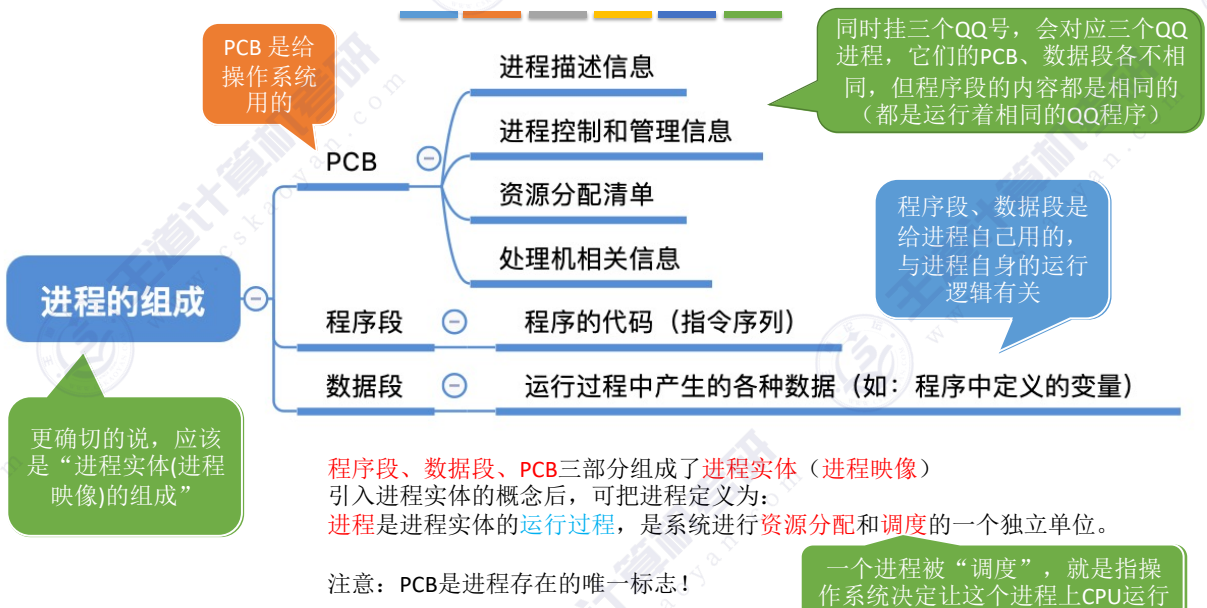 PCB 是给
操作系统
用的
同时挂三个QQ号，会对应三个QQ
进程，它们的PCB、数据段各不相
同，但程序段的内容都是相同的
（都是运行着相同的QQ程序）
进程描述信息
进程控制和管理信息
PCB
资源分配清单
处理机相关信息
程序段、数据段是
给进程自己用的，
与进程自身的运行
逻辑有关
进程的组成
程序段
程序的代码（指令序列）
数据段
运行过程中产生的各种数据（如：程序中定义的变量）
更确切的说，应该
是“进程实体(进程
映像)的组成”
程序段、数据段、PCB三部分组成了进程实体（进程映像）
引入进程实体的概念后，可把进程定义为：
进程是进程实体的运行过程，是系统进行资源分配和调度的一个独立单位。
注意：PCB是进程存在的唯一标志！
一个进程被“调度”，就是指操
作系统决定让这个进程上CPU运行
王道计算机考研
www.cskaoyan.com